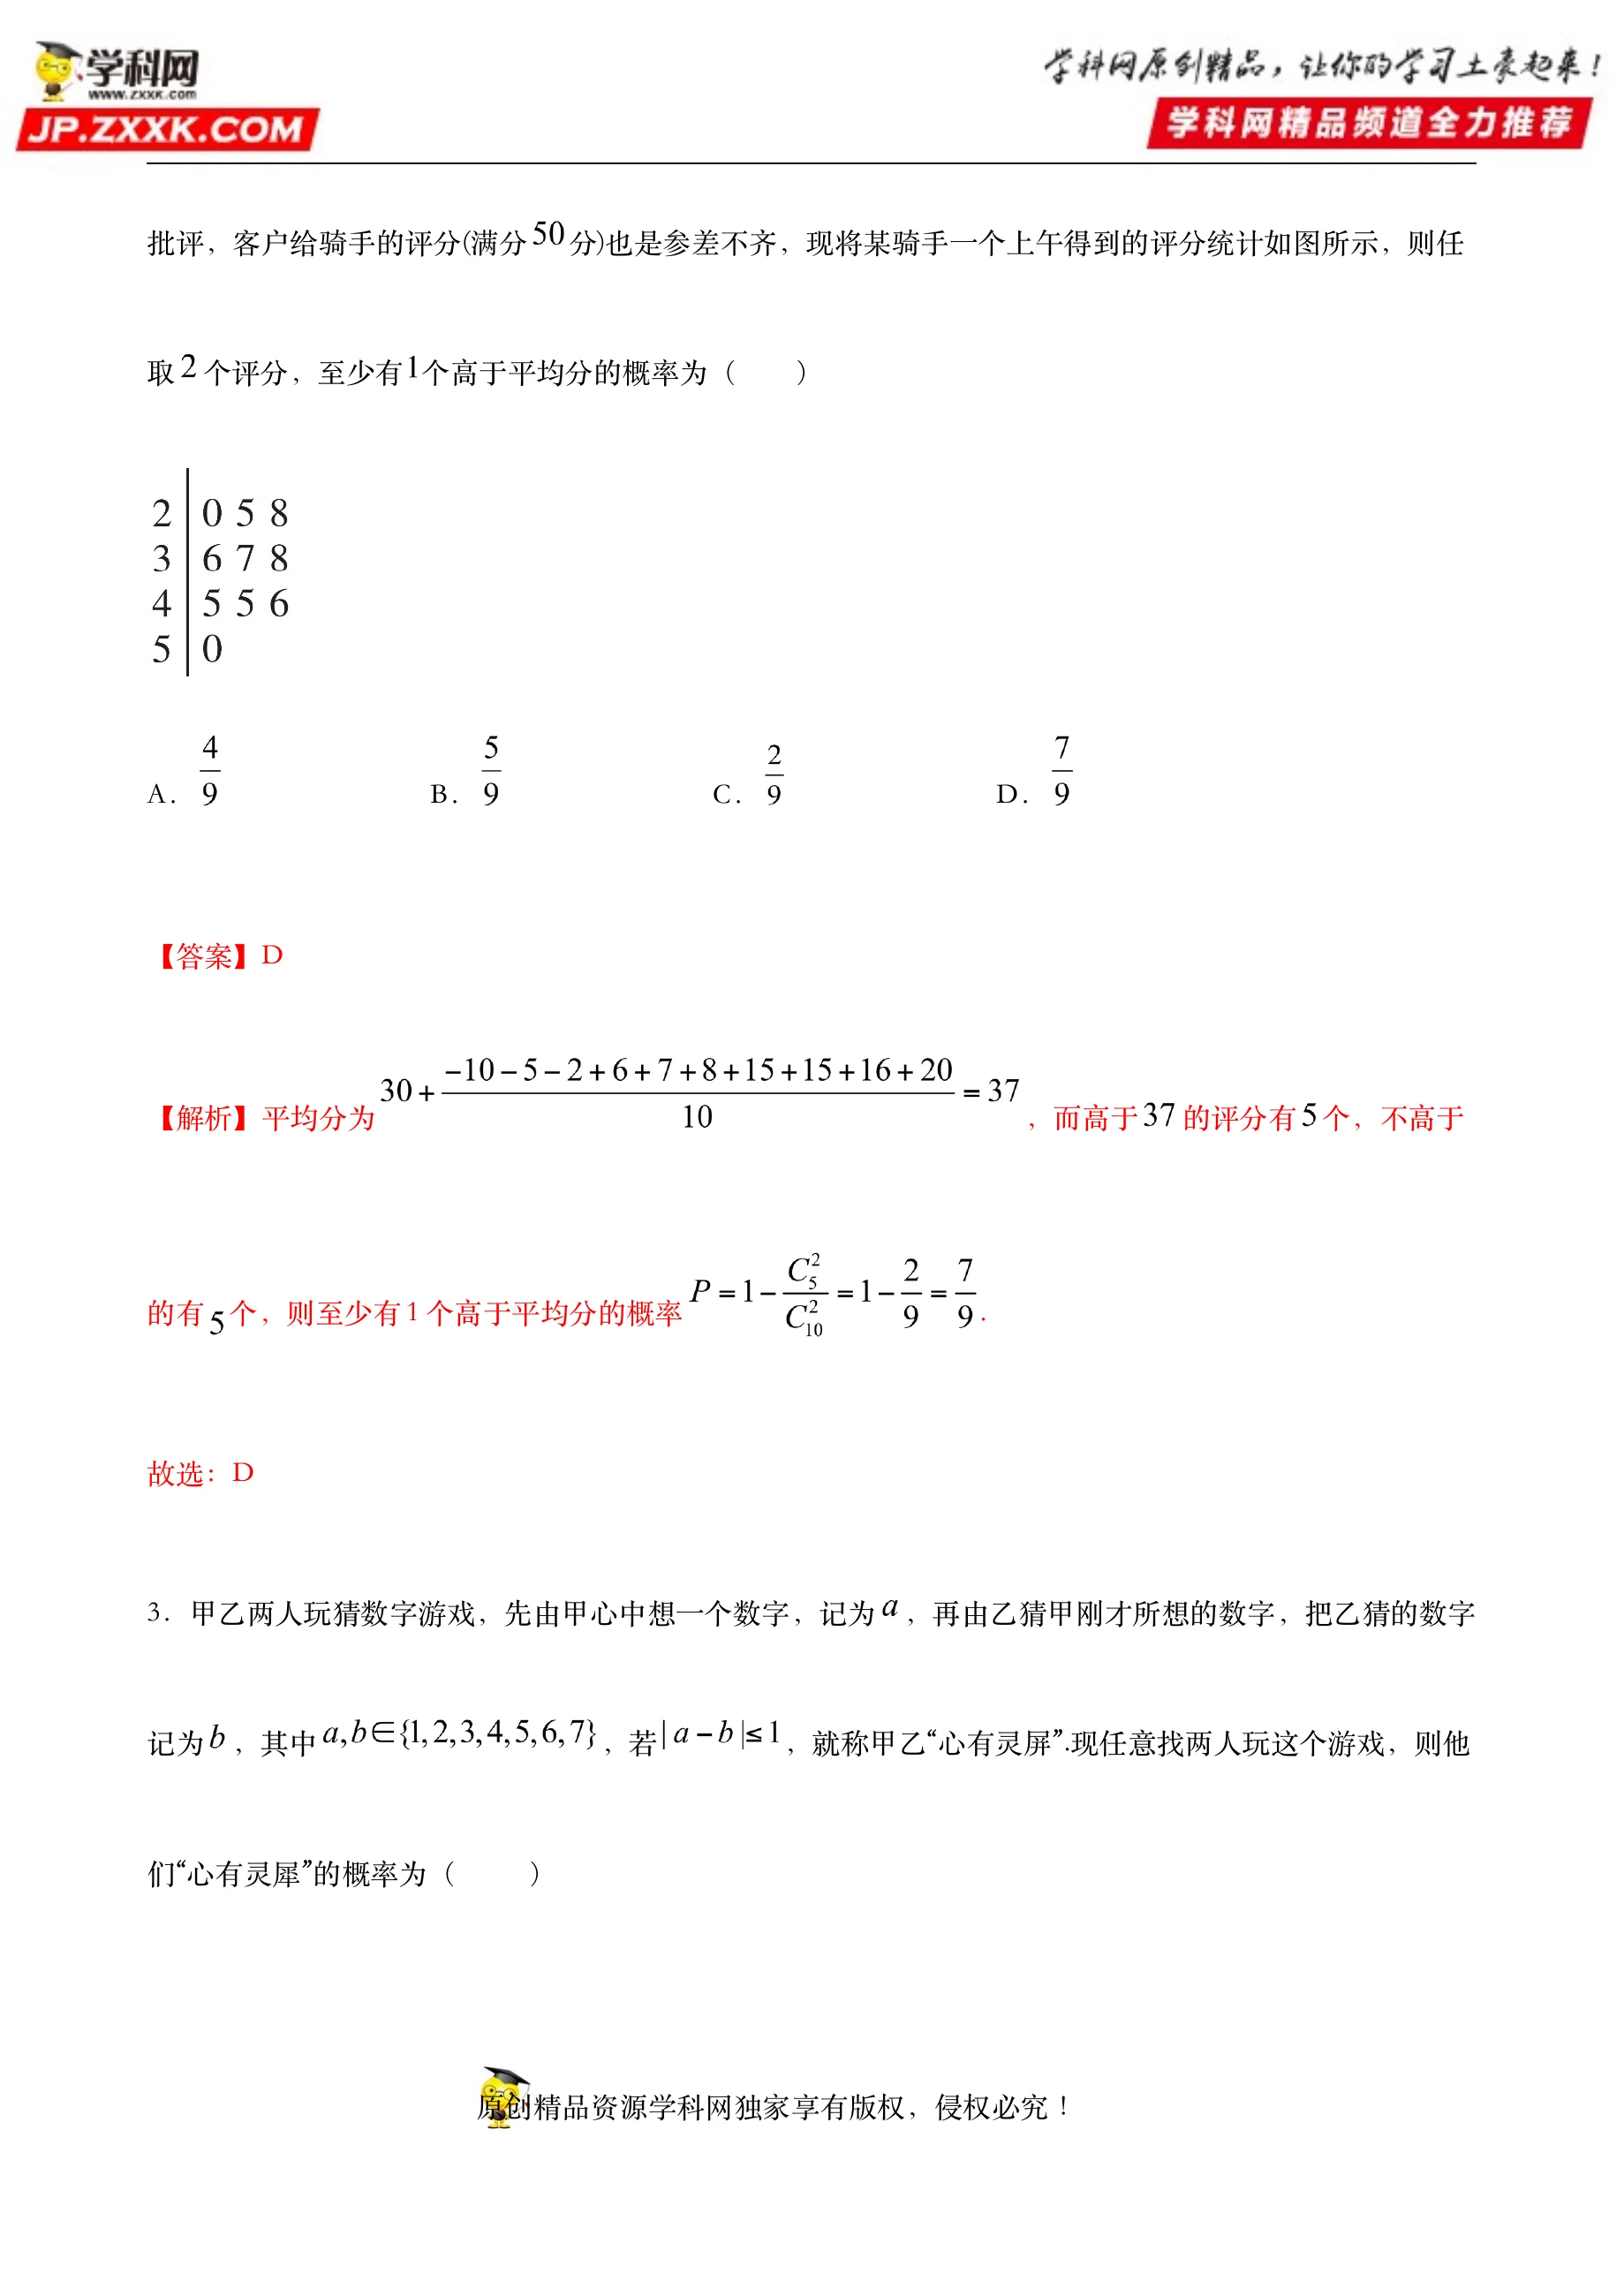 学科网
www.zxxk.com
JP.ZXXK.COM
学科网原创精品，让你的学习土豪起来！
学科网精品频道全力推荐
批评，客户给骑手的评分(满分50分)也是参差不齐，现将某骑手一个上午得到的评分统计如图所示，则任
取2个评分，至少有1个高于平均分的概率为（　　）
2 | 0 5 8
3 | 6 7 8
4 | 5 5 6
5 | 0
A． 4/9 B． 5/9 C． 2/9 D． 7/9
【答案】D
【解析】平均分为 30 + (−10−5−2+6+7+8+15+15+16+20)/10 = 37 ，而高于37的评分有5个，不高于
的有5个，则至少有1个高于平均分的概率 P = 1 − C_5^2/C_10^2 = 1 − 2/9 = 7/9.
故选：D
3．甲乙两人玩猜数字游戏，先由甲心中想一个数字，记为a，再由乙猜甲刚才所想的数字，把乙猜的数字
记为b，其中a,b∈{1,2,3,4,5,6,7}，若|a−b|≤1，就称甲乙“心有灵屏”.现任意找两人玩这个游戏，则他
们“心有灵犀”的概率为（　　）
原创精品资源学科网独家享有版权，侵权必究！